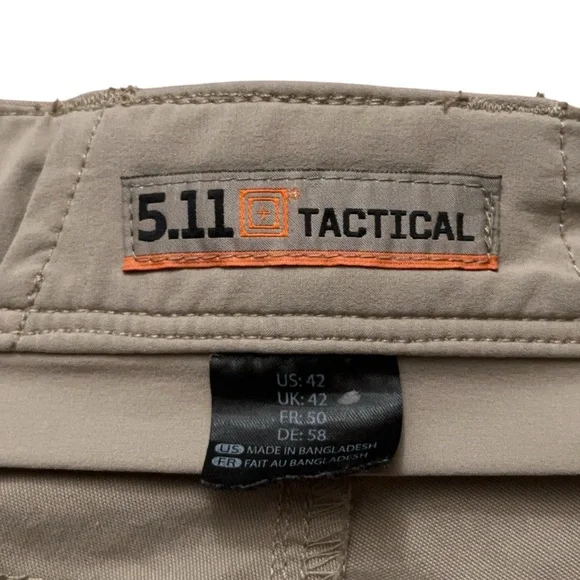 5.11 TACTICAL
US: 42
UK: 42
FR: 50
DE: 58
US MADE IN BANGLADESH
FR FAIT AU BANGLADESH